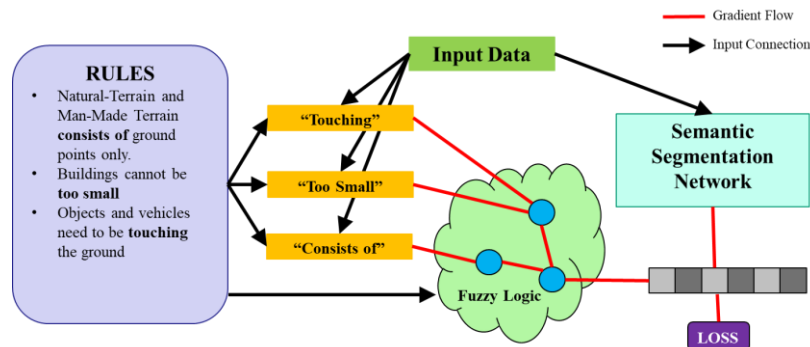 Gradient Flow
Input Connection
Input Data
RULES
• Natural-Terrain and
Man-Made Terrain
consists of ground
points only.
• Buildings cannot be
too small
• Objects and vehicles
need to be touching
the ground
“Touching”
“Too Small”
“Consists of”
Fuzzy Logic
Semantic
Segmentation
Network
LOSS